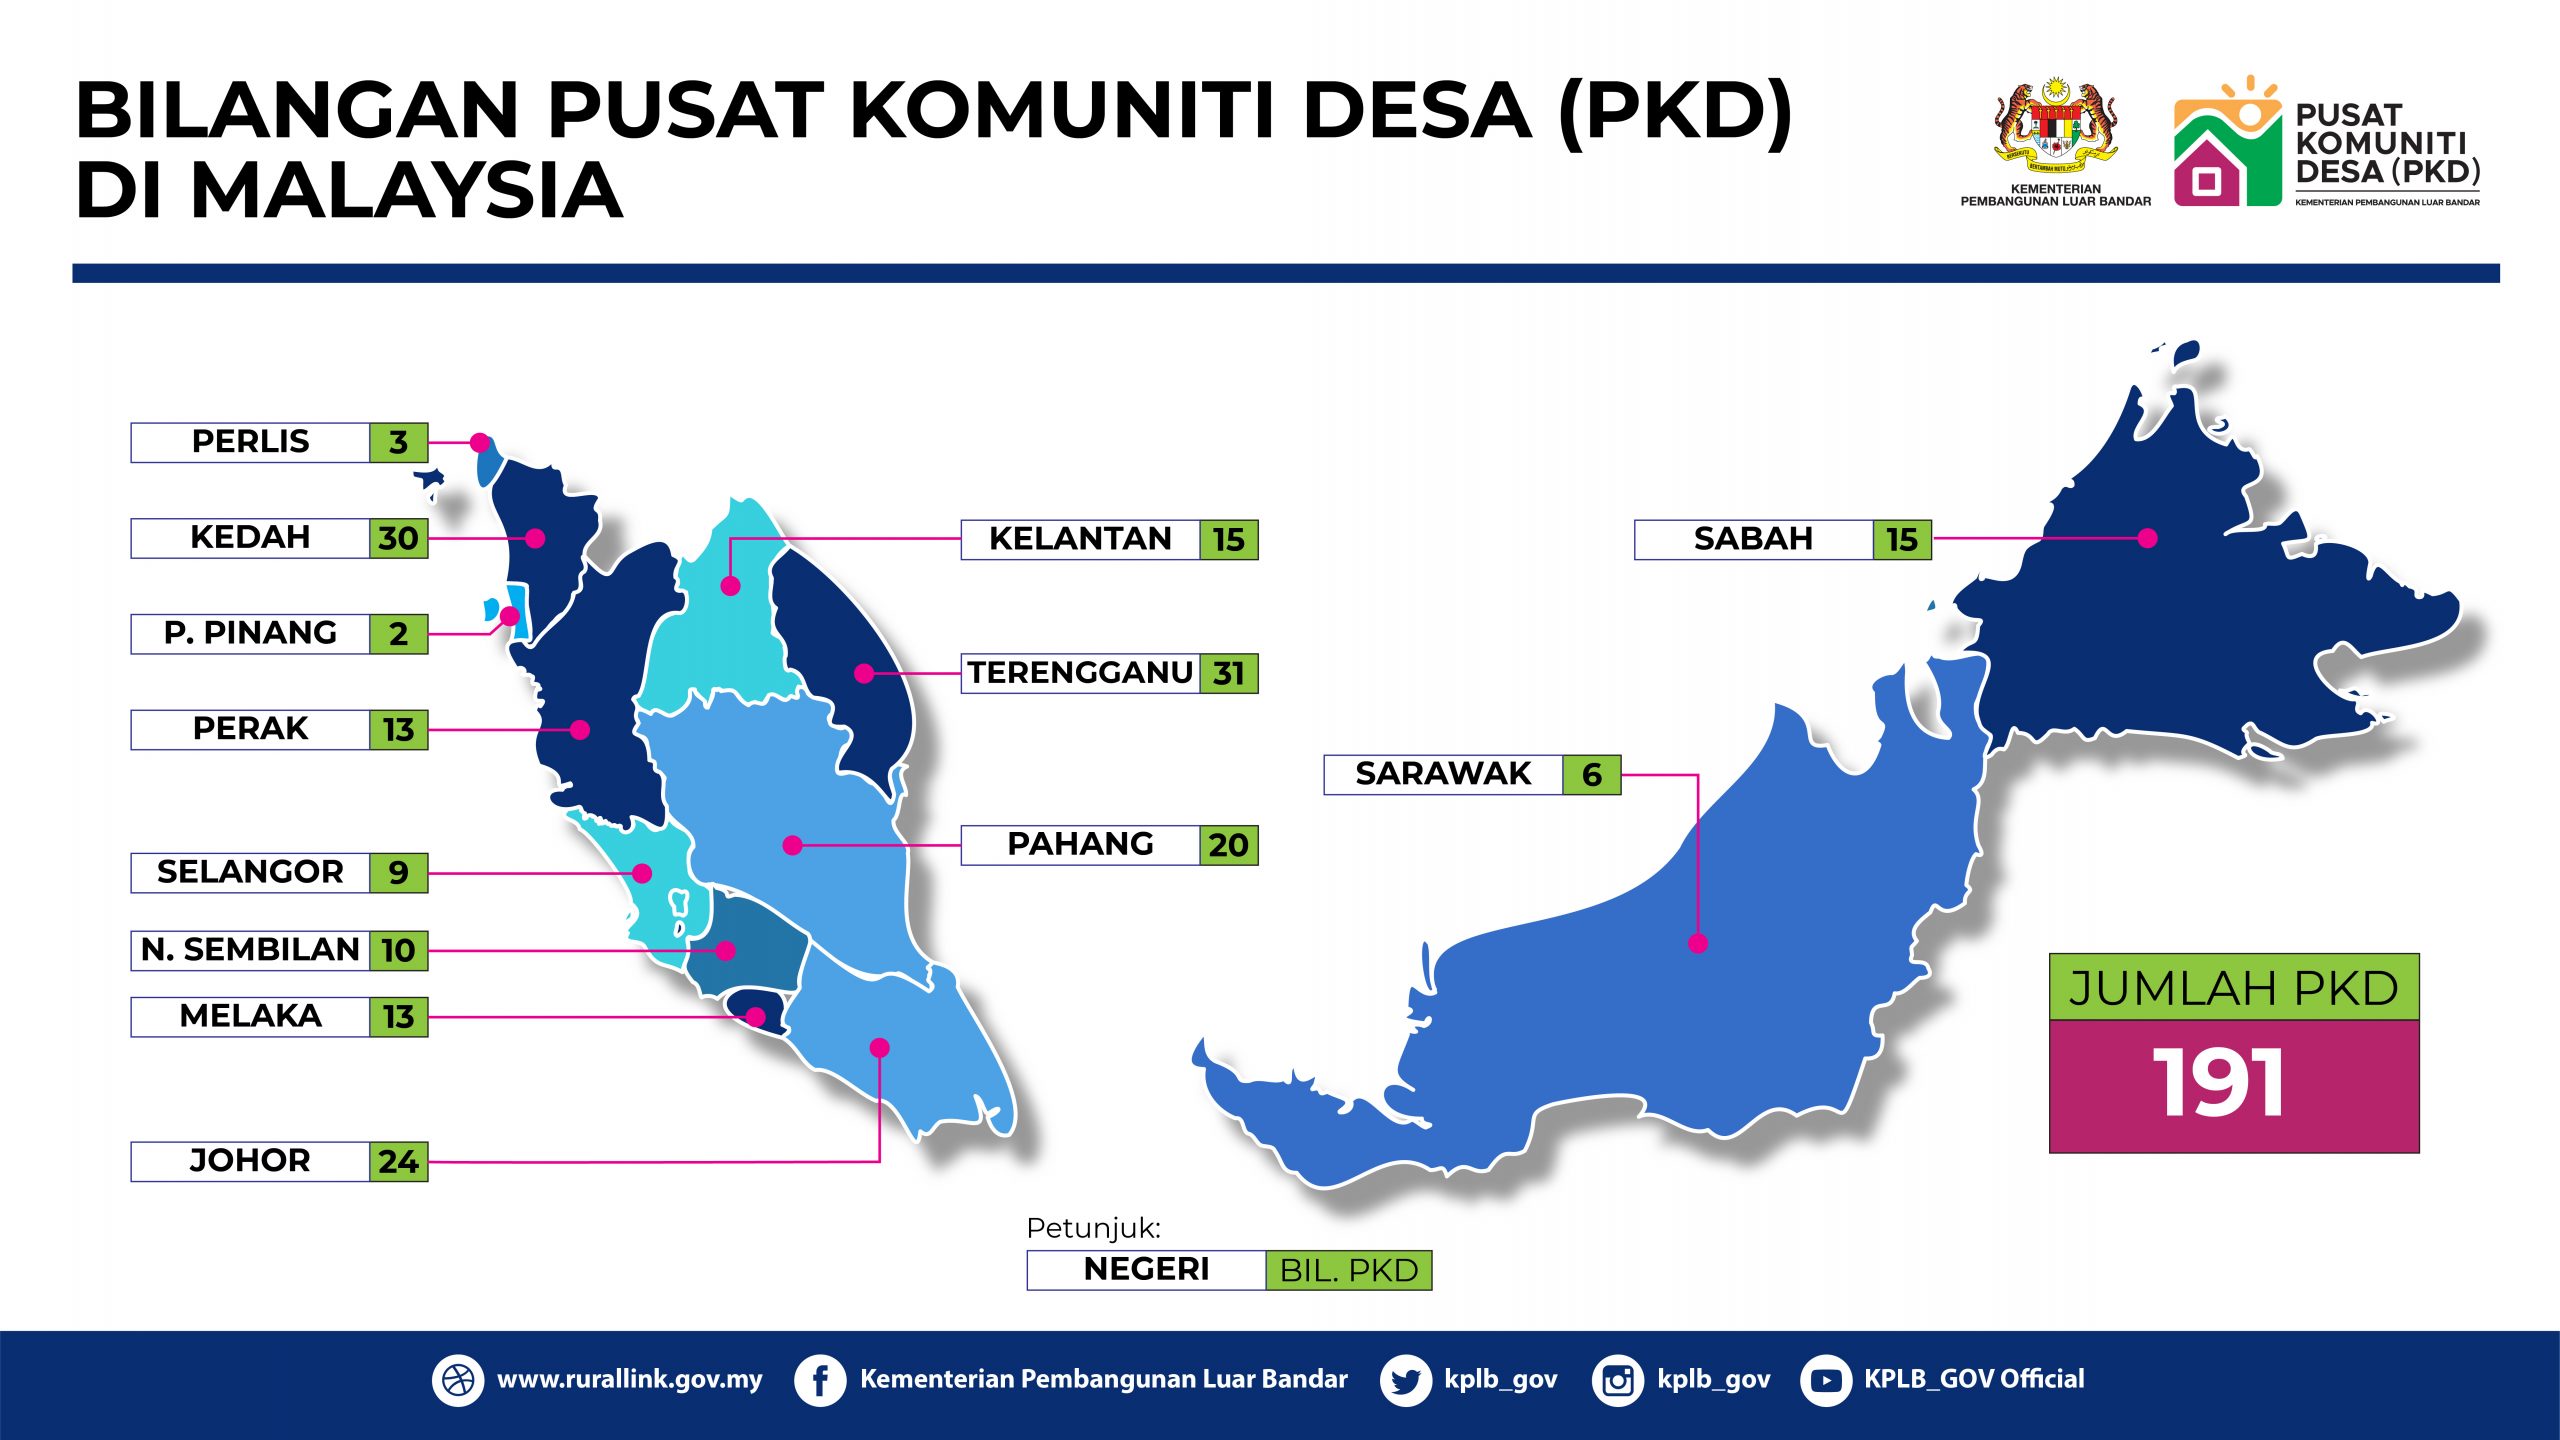 BILANGAN PUSAT KOMUNITI DESA (PKD)
DI MALAYSIA
KEMENTERIAN
PEMBANGUNAN LUAR BANDAR
PUSAT
KOMUNITI
DESA (PKD)
KEMENTERIAN PEMBANGUNAN LUAR BANDAR
PERLIS 3
KEDAH 30
P. PINANG 2
PERAK 13
SELANGOR 9
N. SEMBILAN 10
MELAKA 13
JOHOR 24
KELANTAN 15
TERENGGANU 31
PAHANG 20
SABAH 15
SARAWAK 6
JUMLAH PKD
191
Petunjuk:
NEGERI BIL. PKD
www.rurallink.gov.my Kementerian Pembangunan Luar Bandar kplb_gov kplb_gov KPLB_GOV Official